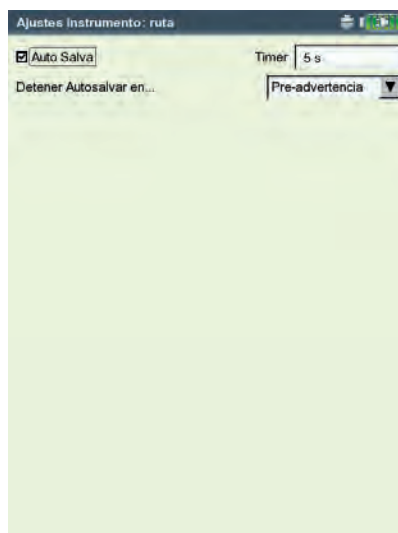 Ajustes Instrumento: ruta
Auto Salva Timer 5 s
Detener Autosalvar en... Pre-advertencia